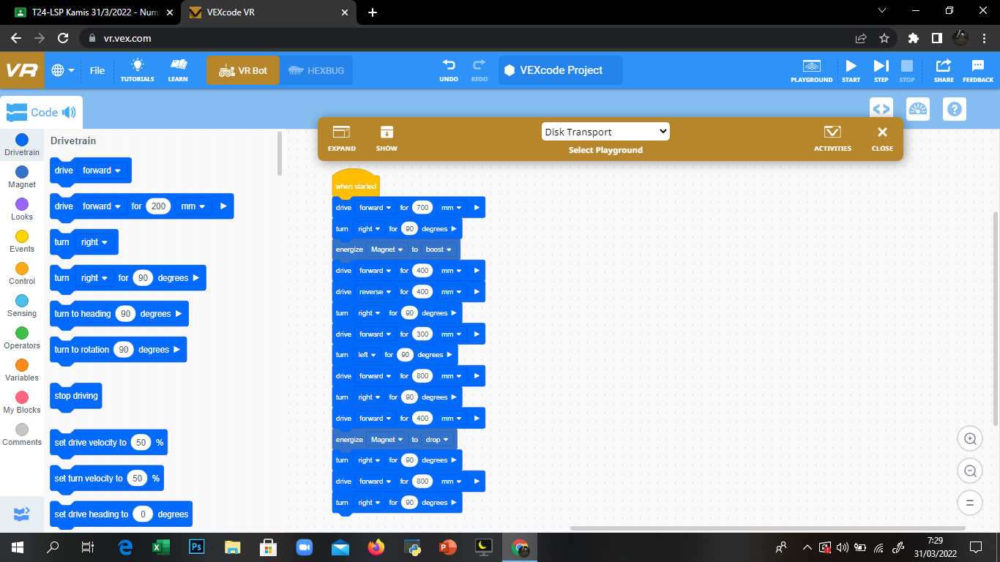 T24-LSP Kamis 31/3/2022 - Num
VEXcode VR
vr.vex.com
VR
File
TUTORIALS
LEARN
VR Bot
HEXBUG
UNDO
REDO
VEXcode Project
PLAYGROUND
START
STEP
STOP
SHARE
FEEDBACK
Code
EXPAND
SHOW
Disk Transport
Select Playground
ACTIVITIES
CLOSE
Drivetrain
Magnet
Looks
Events
Control
Sensing
Operators
Variables
My Blocks
Comments
Drivetrain
drive forward
drive forward for 200 mm
turn right
turn right for 90 degrees
turn to heading 90 degrees
turn to rotation 90 degrees
stop driving
set drive velocity to 50 %
set turn velocity to 50 %
set drive heading to 0 degrees
when started
drive forward for 700 mm
turn right for 90 degrees
energize Magnet to boost
drive forward for 400 mm
drive reverse for 400 mm
turn right for 90 degrees
drive forward for 300 mm
turn left for 90 degrees
drive forward for 800 mm
turn right for 90 degrees
drive forward for 400 mm
energize Magnet to drop
turn right for 90 degrees
drive forward for 800 mm
turn right for 90 degrees
7:29
31/03/2022